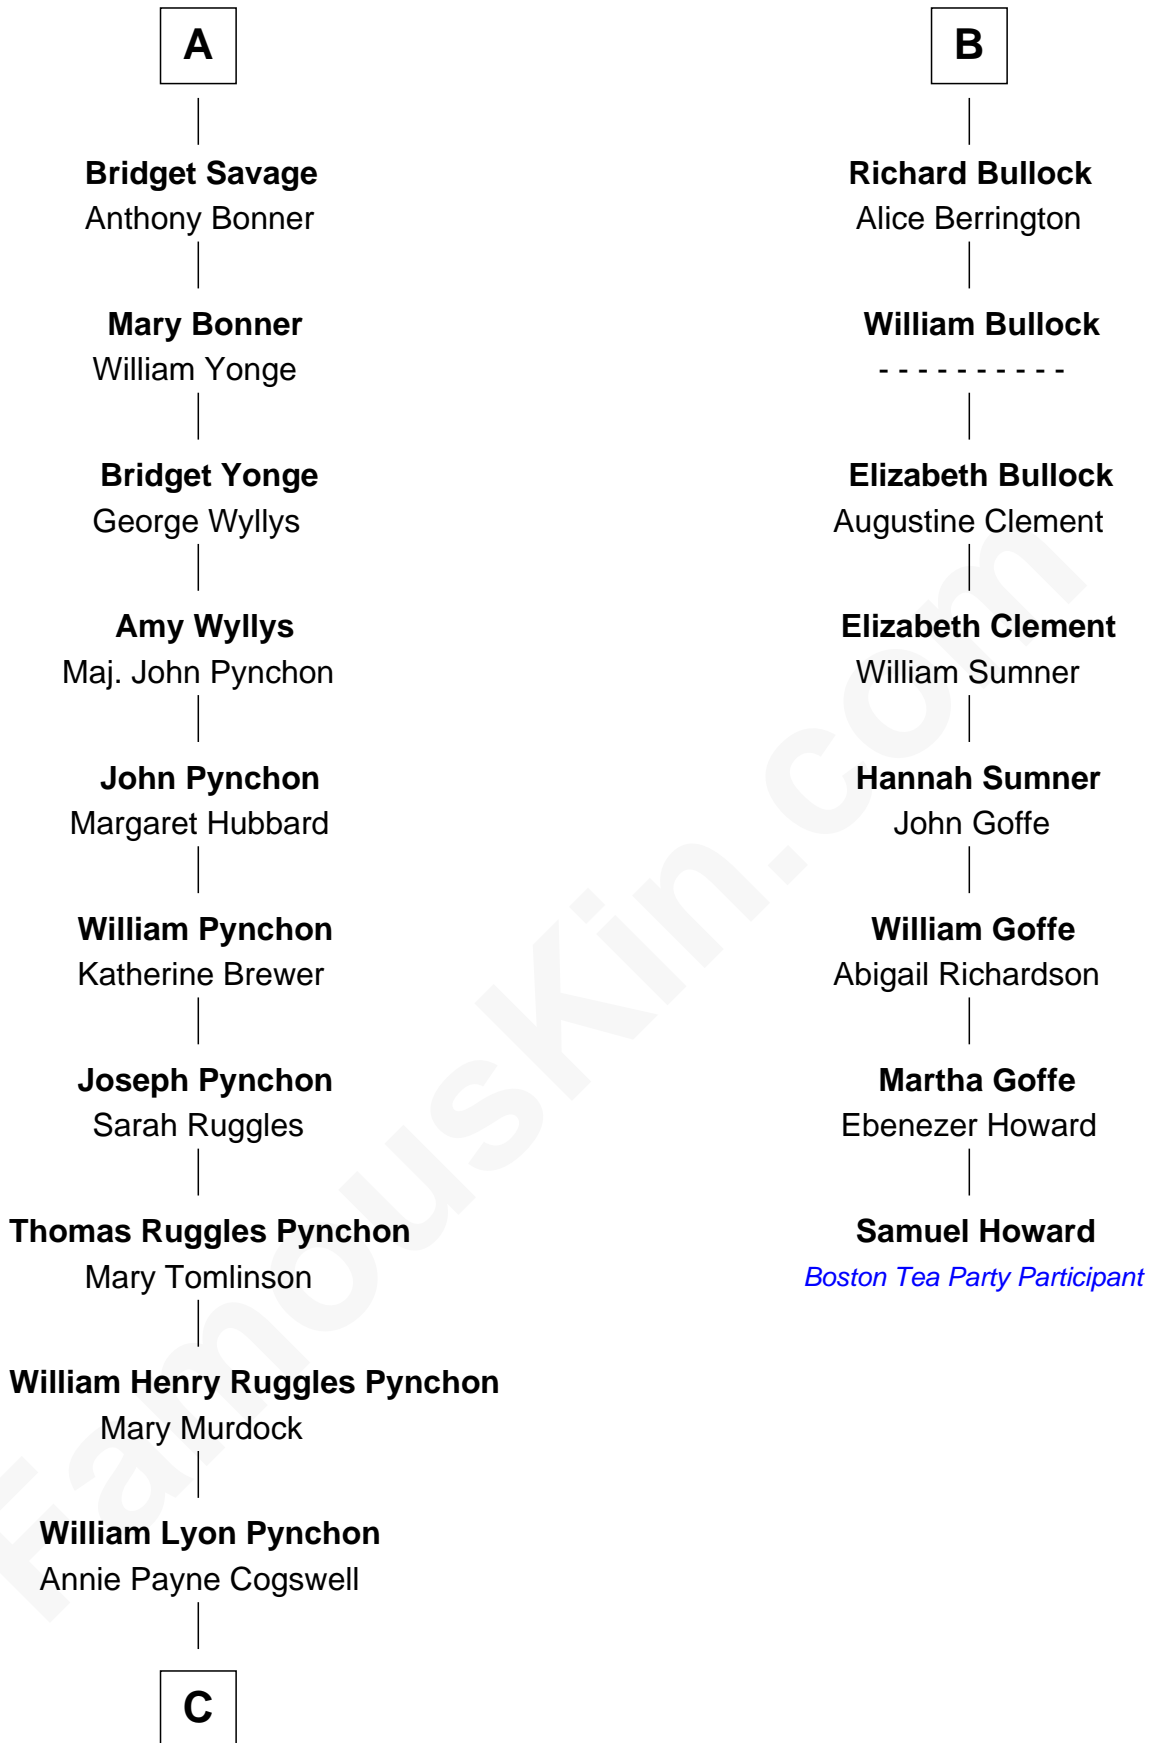 A
Bridget Savage
Anthony Bonner
Mary Bonner
William Yonge
Bridget Yonge
George Wyllys
Amy Wyllys
Maj. John Pynchon
John Pynchon
Margaret Hubbard
William Pynchon
Katherine Brewer
Joseph Pynchon
Sarah Ruggles
Thomas Ruggles Pynchon
Mary Tomlinson
William Henry Ruggles Pynchon
Mary Murdock
William Lyon Pynchon
Annie Payne Cogswell
C
B
Richard Bullock
Alice Berrington
William Bullock
- - - - - - - - - -
Elizabeth Bullock
Augustine Clement
Elizabeth Clement
William Sumner
Hannah Sumner
John Goffe
William Goffe
Abigail Richardson
Martha Goffe
Ebenezer Howard
Samuel Howard
Boston Tea Party Participant
FamousKin.com